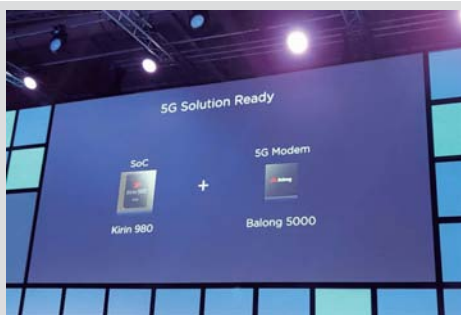 5G Solution Ready
SoC
5G Modem
Kirin 980
+
Balong 5000